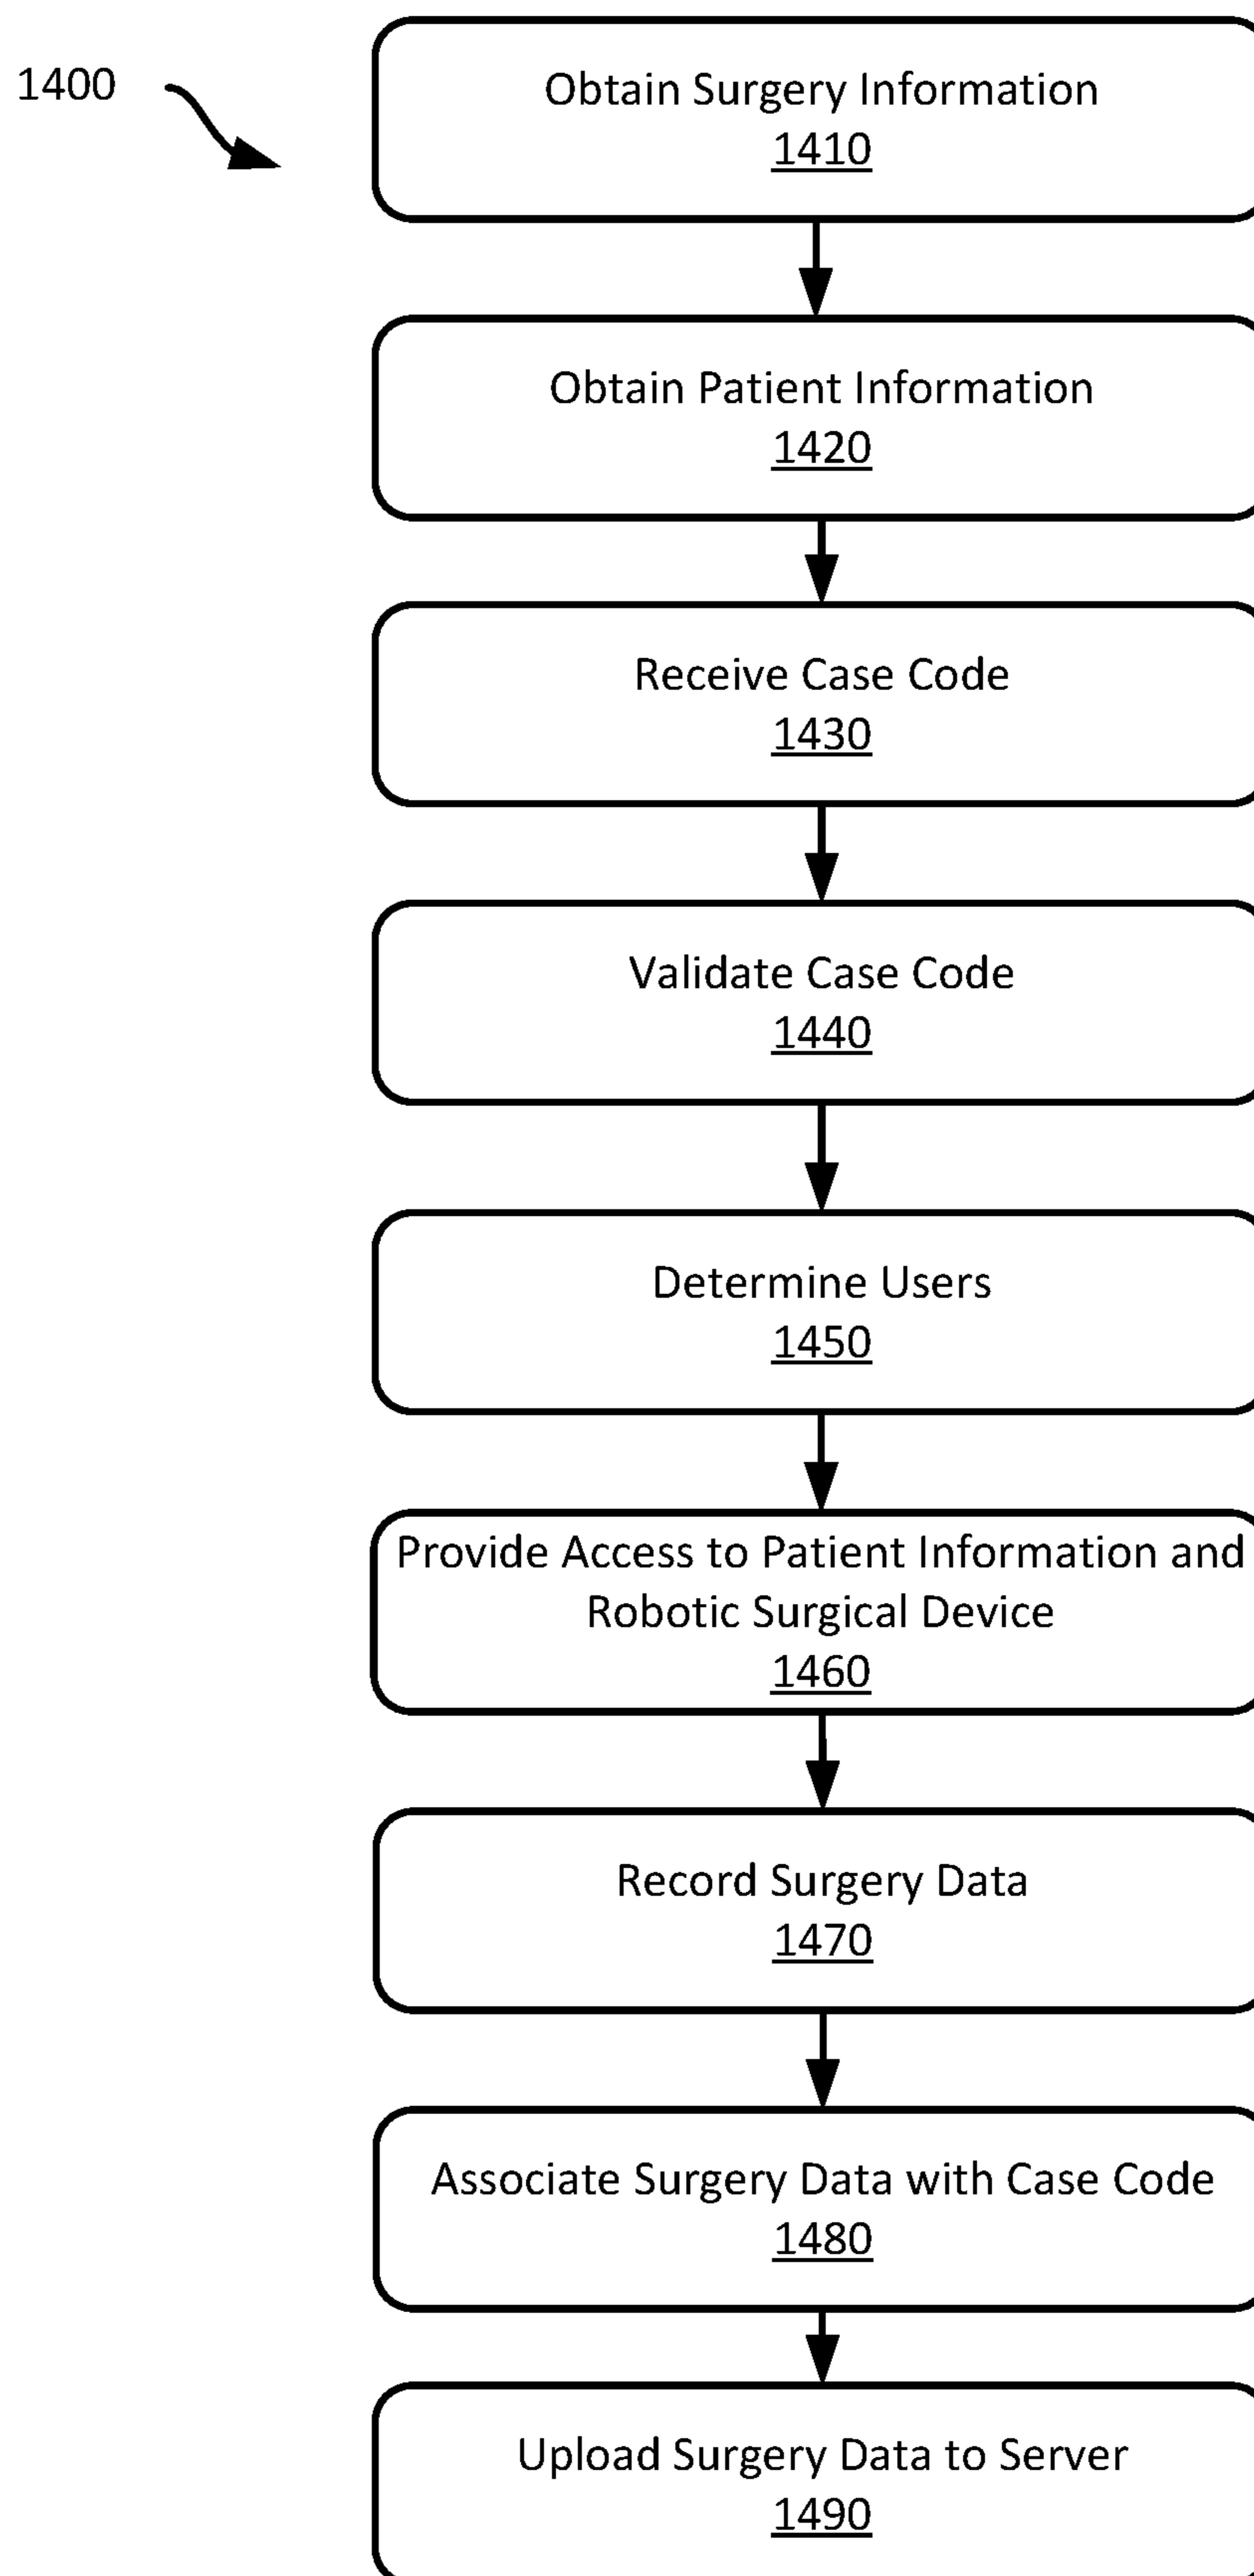 1400
Obtain Surgery Information
1410
Obtain Patient Information
1420
Receive Case Code
1430
Validate Case Code
1440
Determine Users
1450
Provide Access to Patient Information and
Robotic Surgical Device
1460
Record Surgery Data
1470
Associate Surgery Data with Case Code
1480
Upload Surgery Data to Server
1490